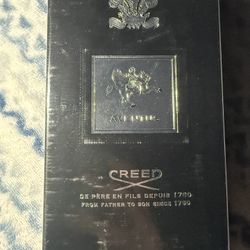 AVENTUS
CREED
DE PÈRE EN FILS DEPUIS 1760
FROM FATHER TO SON SINCE 1760